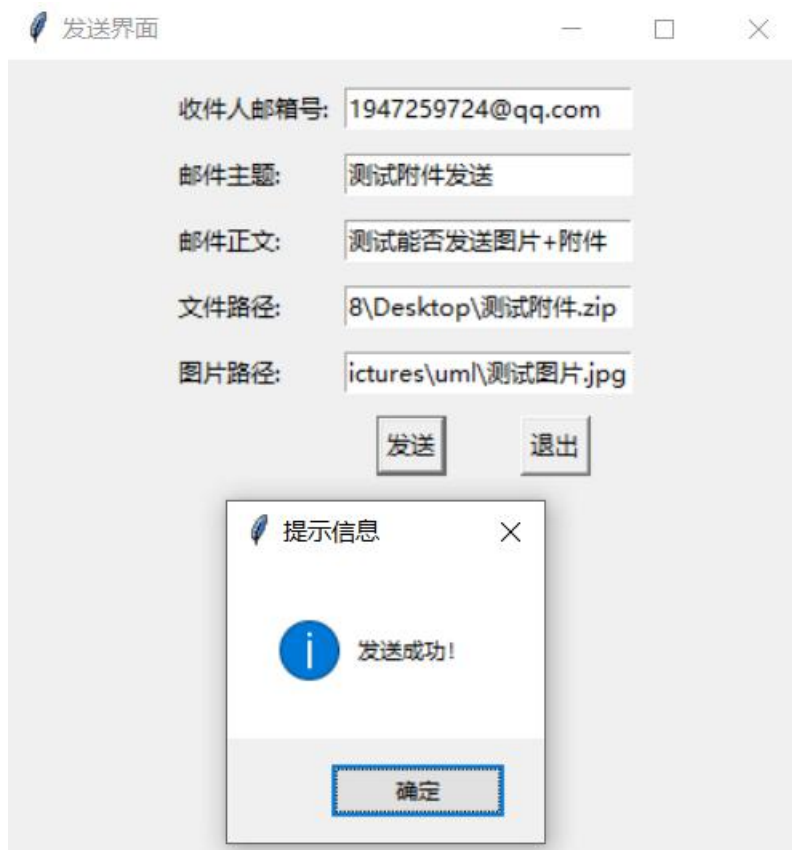 发送界面
收件人邮箱号: 1947259724@qq.com
邮件主题: 测试附件发送
邮件正文: 测试能否发送图片+附件
文件路径: 8\Desktop\测试附件.zip
图片路径: ictures\uml\测试图片.jpg
发送 退出
提示信息
发送成功!
确定